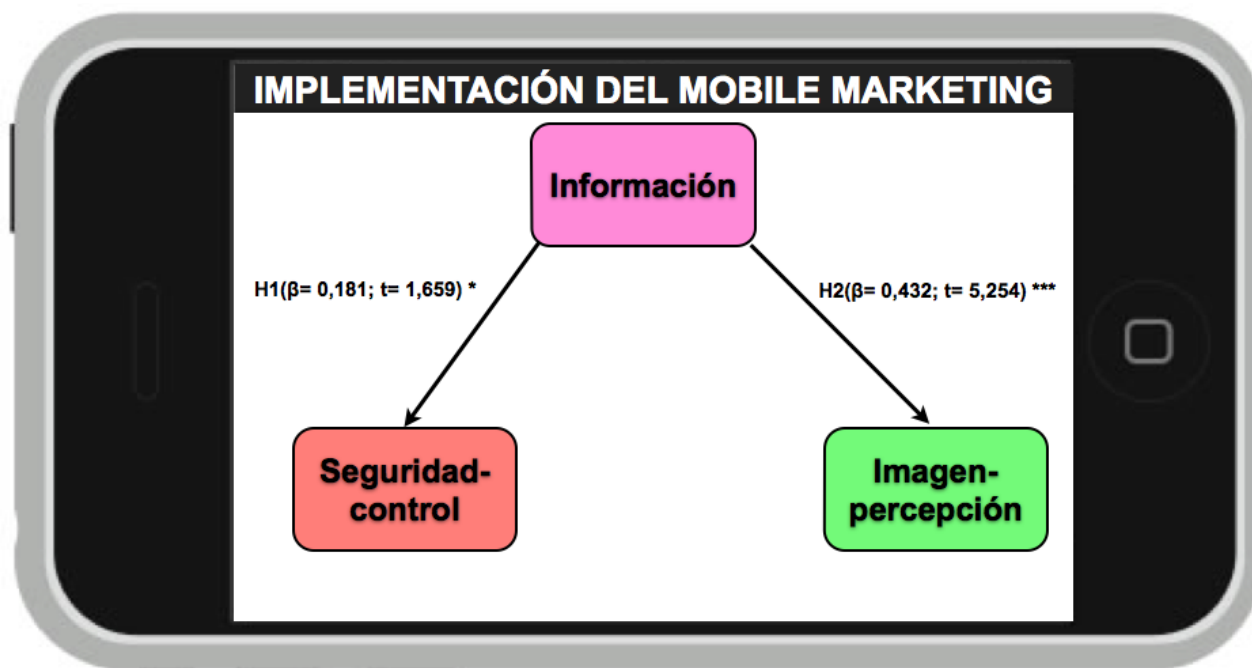 IMPLEMENTACIÓN DEL MOBILE MARKETING
Información
H1(β= 0,181; t= 1,659) *
H2(β= 0,432; t= 5,254) ***
Seguridad-
control
Imagen-
percepción